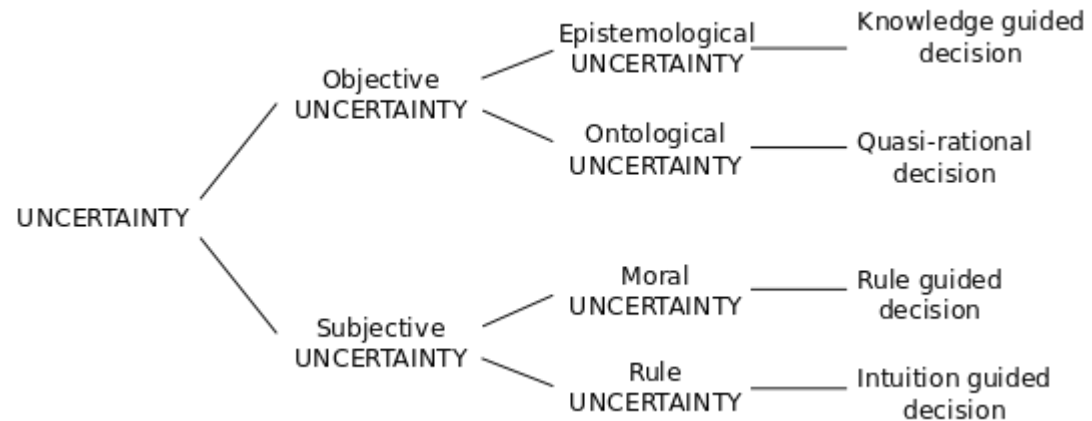 Epistemological
UNCERTAINTY
Knowledge guided
decision
Objective
UNCERTAINTY
Ontological
UNCERTAINTY
Quasi-rational
decision
UNCERTAINTY
Moral
UNCERTAINTY
Rule guided
decision
Subjective
UNCERTAINTY
Rule
UNCERTAINTY
Intuition guided
decision